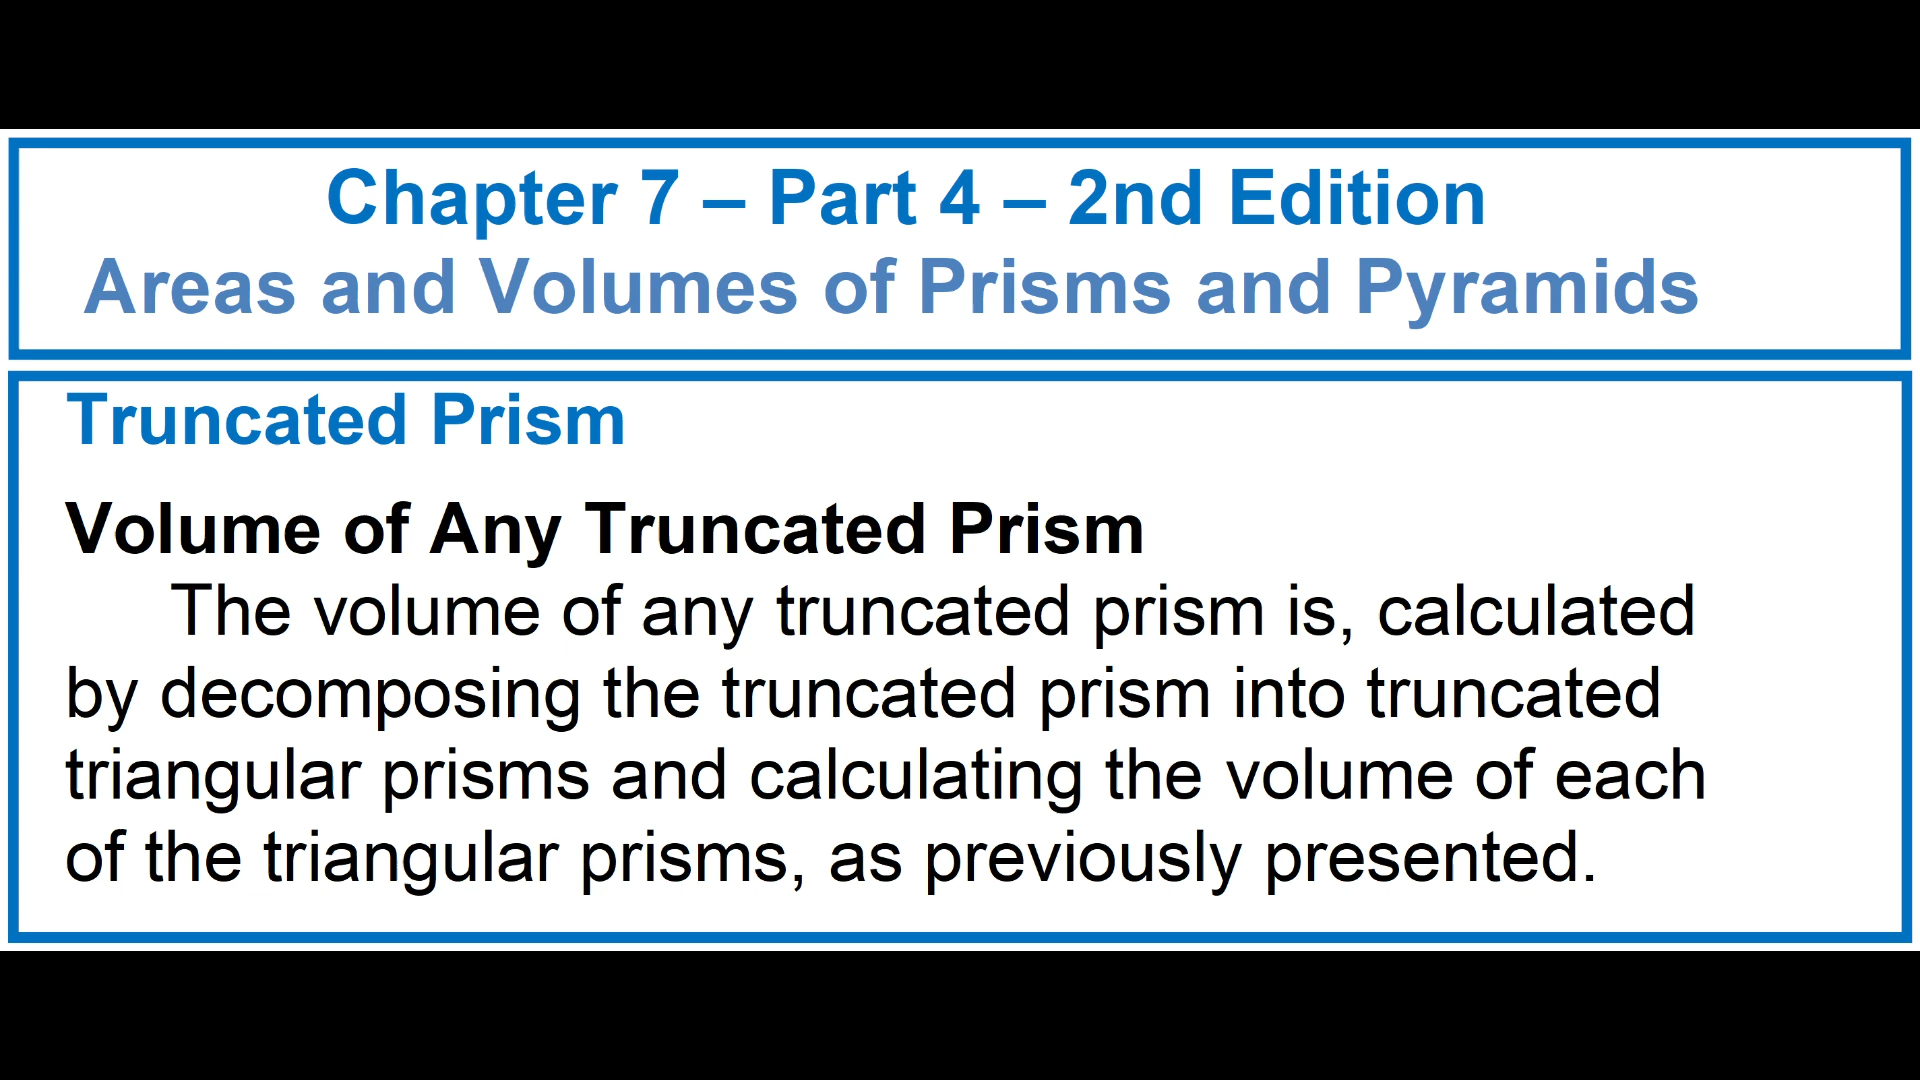 Chapter 7 – Part 4 – 2nd Edition
Areas and Volumes of Prisms and Pyramids
Truncated Prism
Volume of Any Truncated Prism
The volume of any truncated prism is, calculated
by decomposing the truncated prism into truncated
triangular prisms and calculating the volume of each
of the triangular prisms, as previously presented.